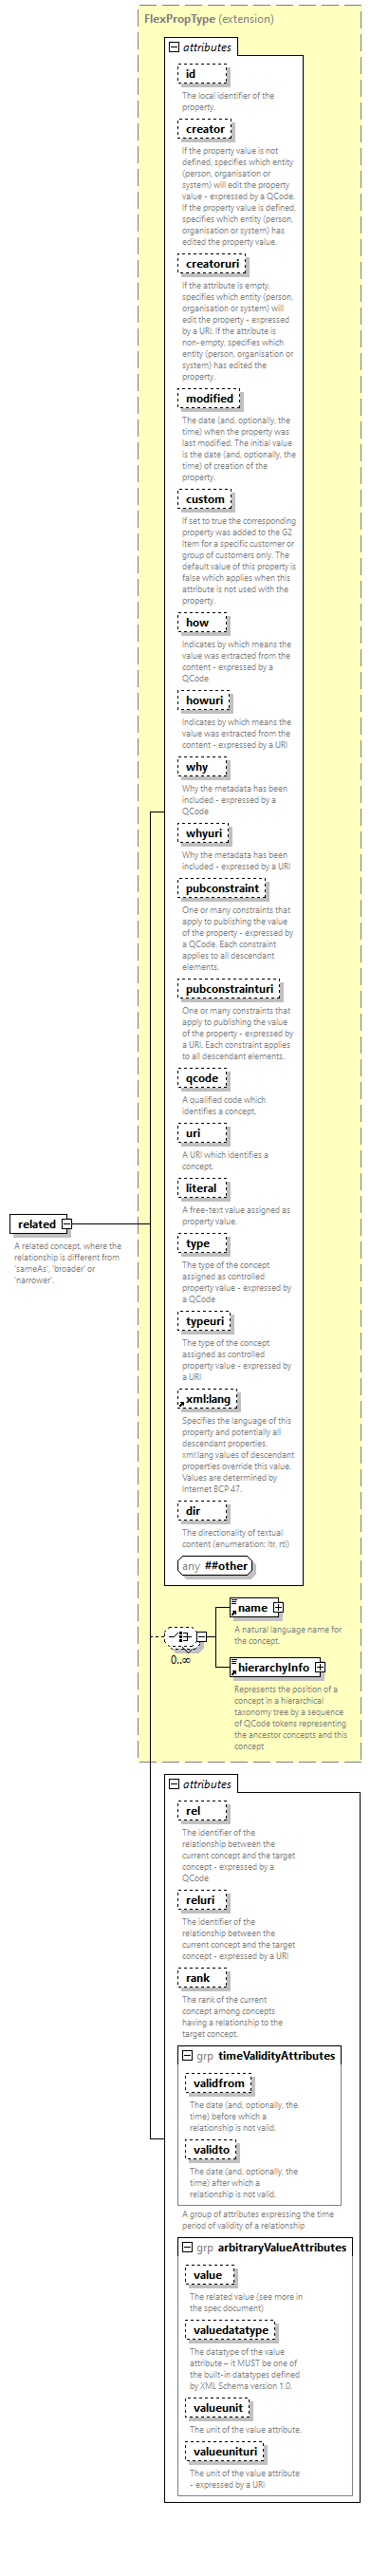 FlexPropType (extension)
attributes
id
The local identifier of the
property.
creator
If the property value is not
defined, specifies which entity
(person, organisation or
system) will edit the property
value - expressed by a QCode.
If the property value is defined,
specifies which entity (person,
organisation or system) has
edited the property value.
creatoruri
If the attribute is empty,
specifies which entity (person,
organisation or system) will
edit the property - expressed
by a URI. If the attribute is
non-empty, specifies which
entity (person, organisation or
system) has edited the
property.
modified
The date (and, optionally, the
time) when the property was
last modified. The initial value
is the date (and, optionally, the
time) of creation of the
property.
custom
If set to true the corresponding
property was added to the G2
Item for a specific customer or
group of customers only. The
default value of this property is
false which applies when this
attribute is not used with the
property.
how
Indicates by which means the
value was extracted from the
content - expressed by a
QCode
howuri
Indicates by which means the
value was extracted from the
content - expressed by a URI
why
Why the metadata has been
included - expressed by a
QCode
whyuri
Why the metadata has been
included - expressed by a URI
pubconstraint
One or many constraints that
apply to publishing the value
of the property - expressed by
a QCode. Each constraint
applies to all descendant
elements.
pubconstrainturi
One or many constraints that
apply to publishing the value
of the property - expressed by
a URI. Each constraint applies
to all descendant elements.
qcode
A qualified code which
identifies a concept.
uri
A URI which identifies a
concept.
literal
A free-text value assigned as
property value.
type
The type of the concept
assigned as controlled
property value - expressed by
a QCode
typeuri
The type of the concept
assigned as controlled
property value - expressed by
a URI
xml:lang
Specifies the language of this
property and potentially all
descendant properties.
xml:lang values of descendant
properties override this value.
Values are determined by
Internet BCP 47.
dir
The directionality of textual
content (enumeration: ltr, rtl)
any ##other
related
A related concept, where the
relationship is different from
'sameAs', 'broader' or
'narrower'.
0..∞
name
A natural language name for
the concept.
hierarchyInfo
Represents the position of a
concept in a hierarchical
taxonomy tree by a sequence
of QCode tokens representing
the ancestor concepts and this
concept
attributes
rel
The identifier of the
relationship between the
current concept and the target
concept - expressed by a
QCode
reluri
The identifier of the
relationship between the
current concept and the target
concept - expressed by a URI
rank
The rank of the current
concept among concepts
having a relationship to the
target concept.
grp timeValidityAttributes
validfrom
The date (and, optionally, the
time) before which a
relationship is not valid.
validto
The date (and, optionally, the
time) after which a
relationship is not valid.
A group of attributes expressing the time
period of validity of a relationship
grp arbitraryValueAttributes
value
The related value (see more in
the spec document)
valuedatatype
The datatype of the value
attribute – it MUST be one of
the built-in datatypes defined
by XML Schema version 1.0.
valueunit
The unit of the value attribute.
valueunituri
The unit of the value attribute
- expressed by a URI